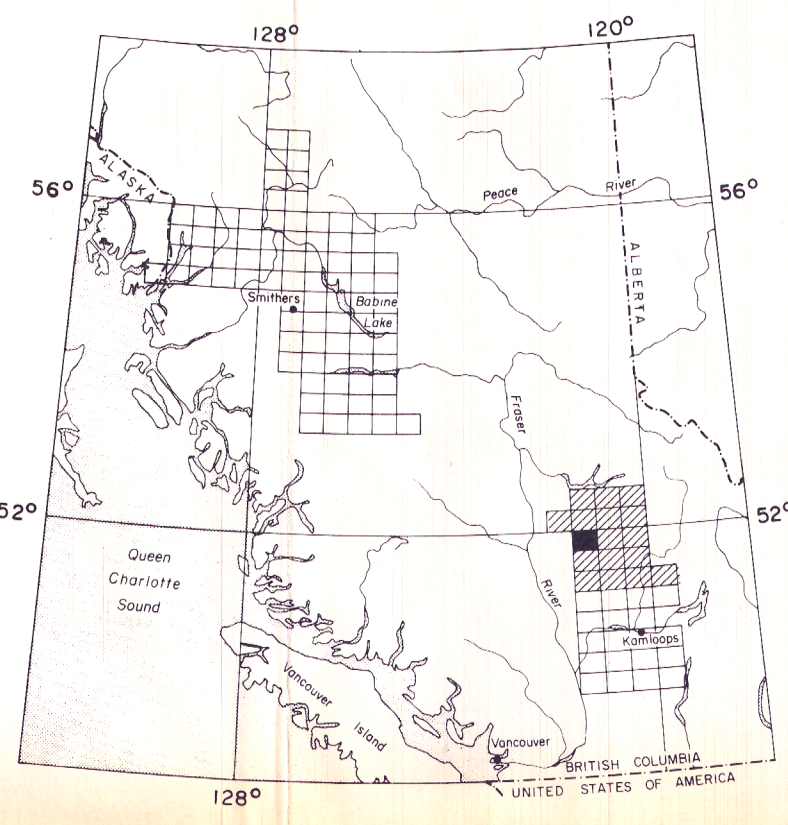 128°
120°
ALASKA
56°
Peace
River
56°
ALBERTA
Smithers
Babine
Lake
Fraser
52°
52°
Queen
Charlotte
Sound
River
Kamloops
Vancouver
Island
Vancouver
BRITISH COLUMBIA
UNITED STATES OF AMERICA
128°